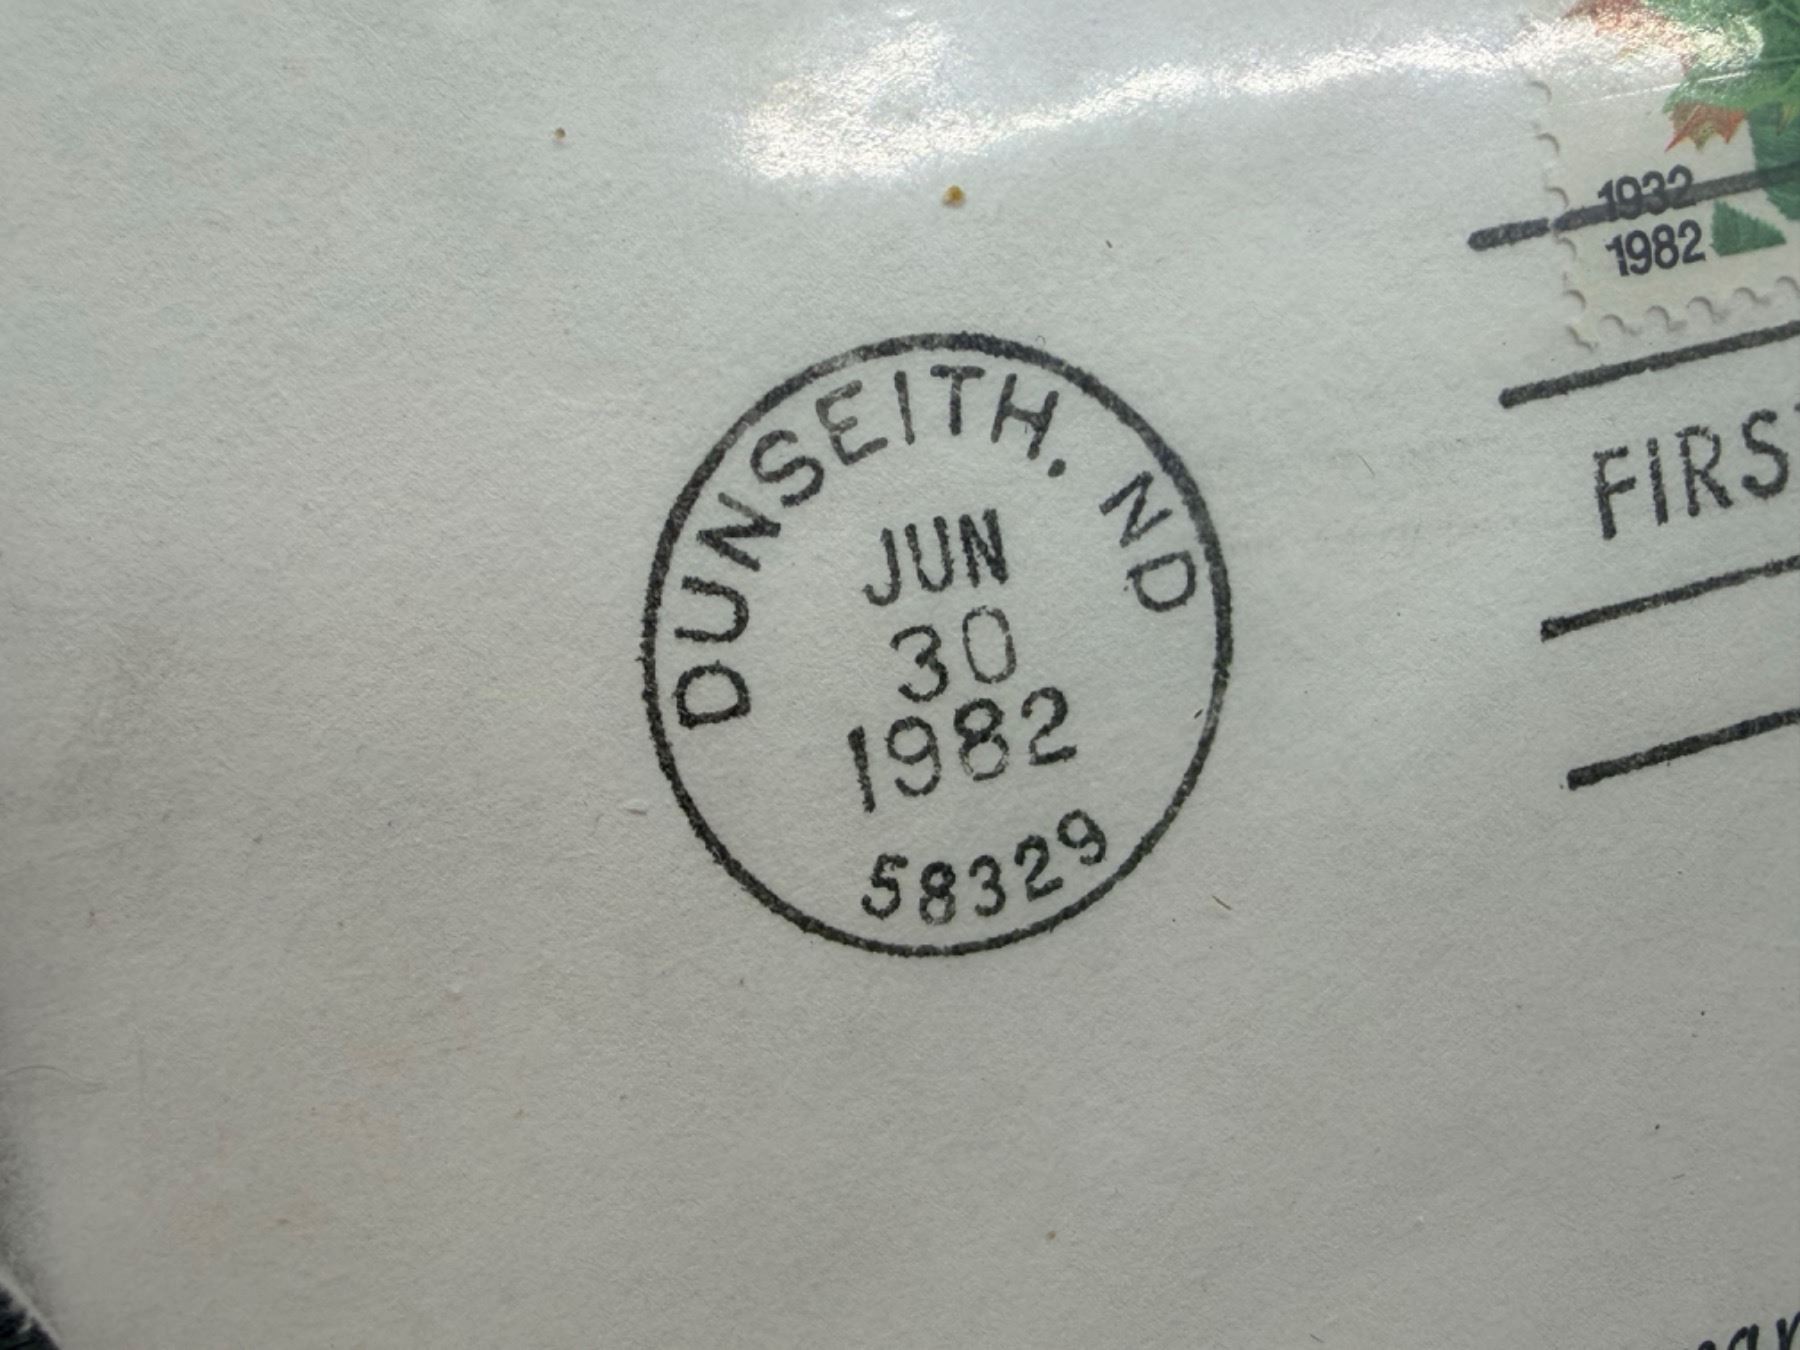 1932
1982
DUNSEITH, ND
JUN
30
1982
58329
FIRS